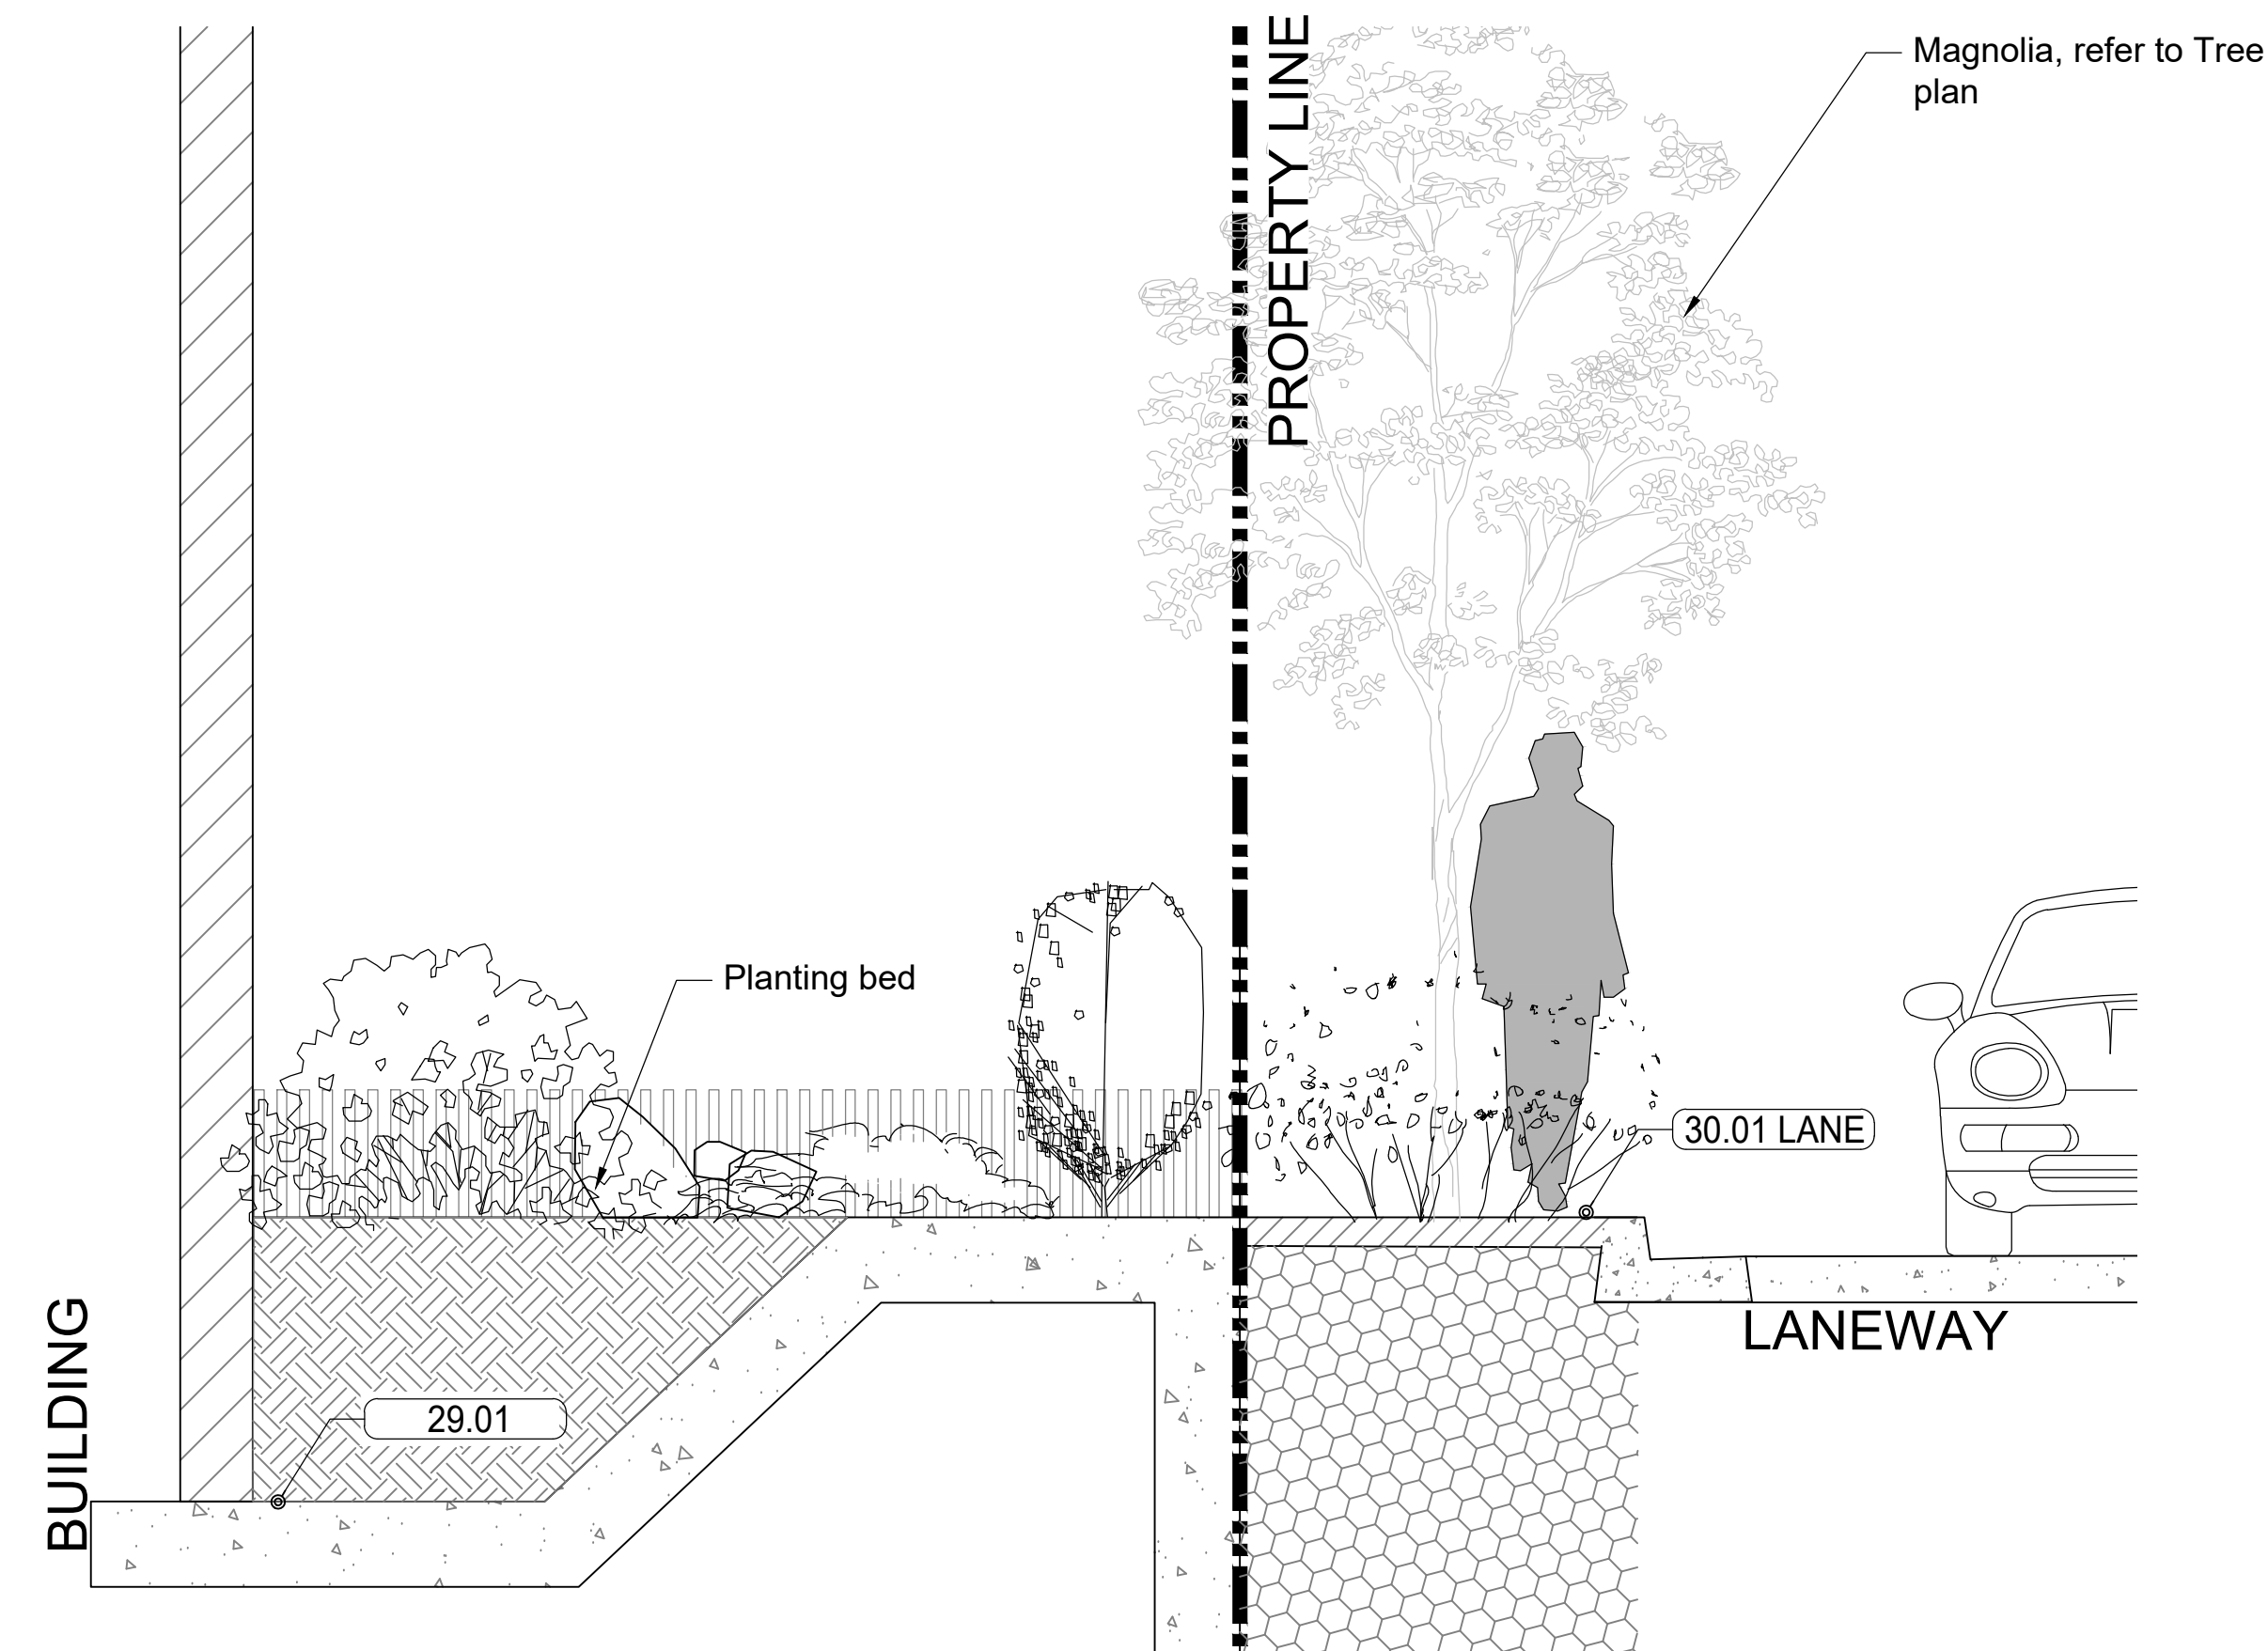 PROPERTY LINE
Magnolia, refer to Tree
plan
Planting bed
30.01 LANE
LANEWAY
29.01
BUILDING